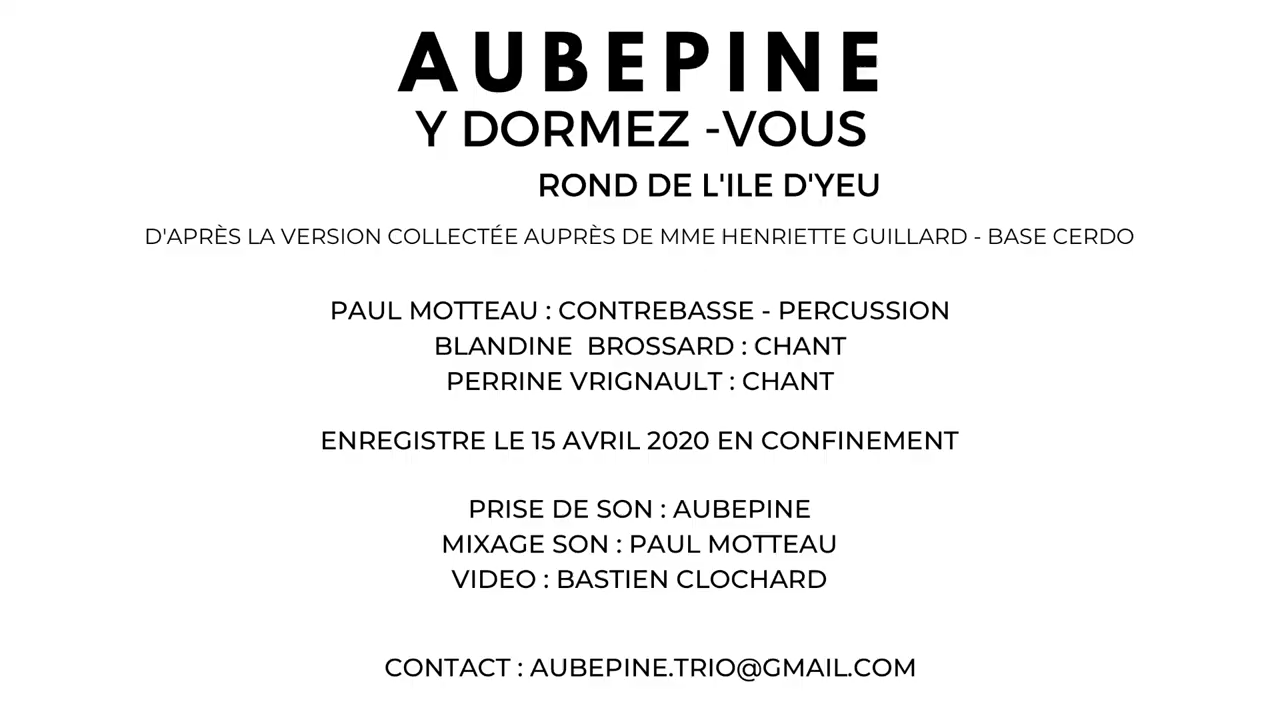 AUBEPINE
Y DORMEZ -VOUS
ROND DE L'ILE D'YEU
D'APRÈS LA VERSION COLLECTÉE AUPRÈS DE MME HENRIETTE GUILLARD - BASE CERDO
PAUL MOTTEAU : CONTREBASSE - PERCUSSION
BLANDINE  BROSSARD : CHANT
PERRINE VRIGNAULT : CHANT
ENREGISTRE LE 15 AVRIL 2020 EN CONFINEMENT
PRISE DE SON : AUBEPINE
MIXAGE SON : PAUL MOTTEAU
VIDEO : BASTIEN CLOCHARD
CONTACT : AUBEPINE.TRIO@GMAIL.COM